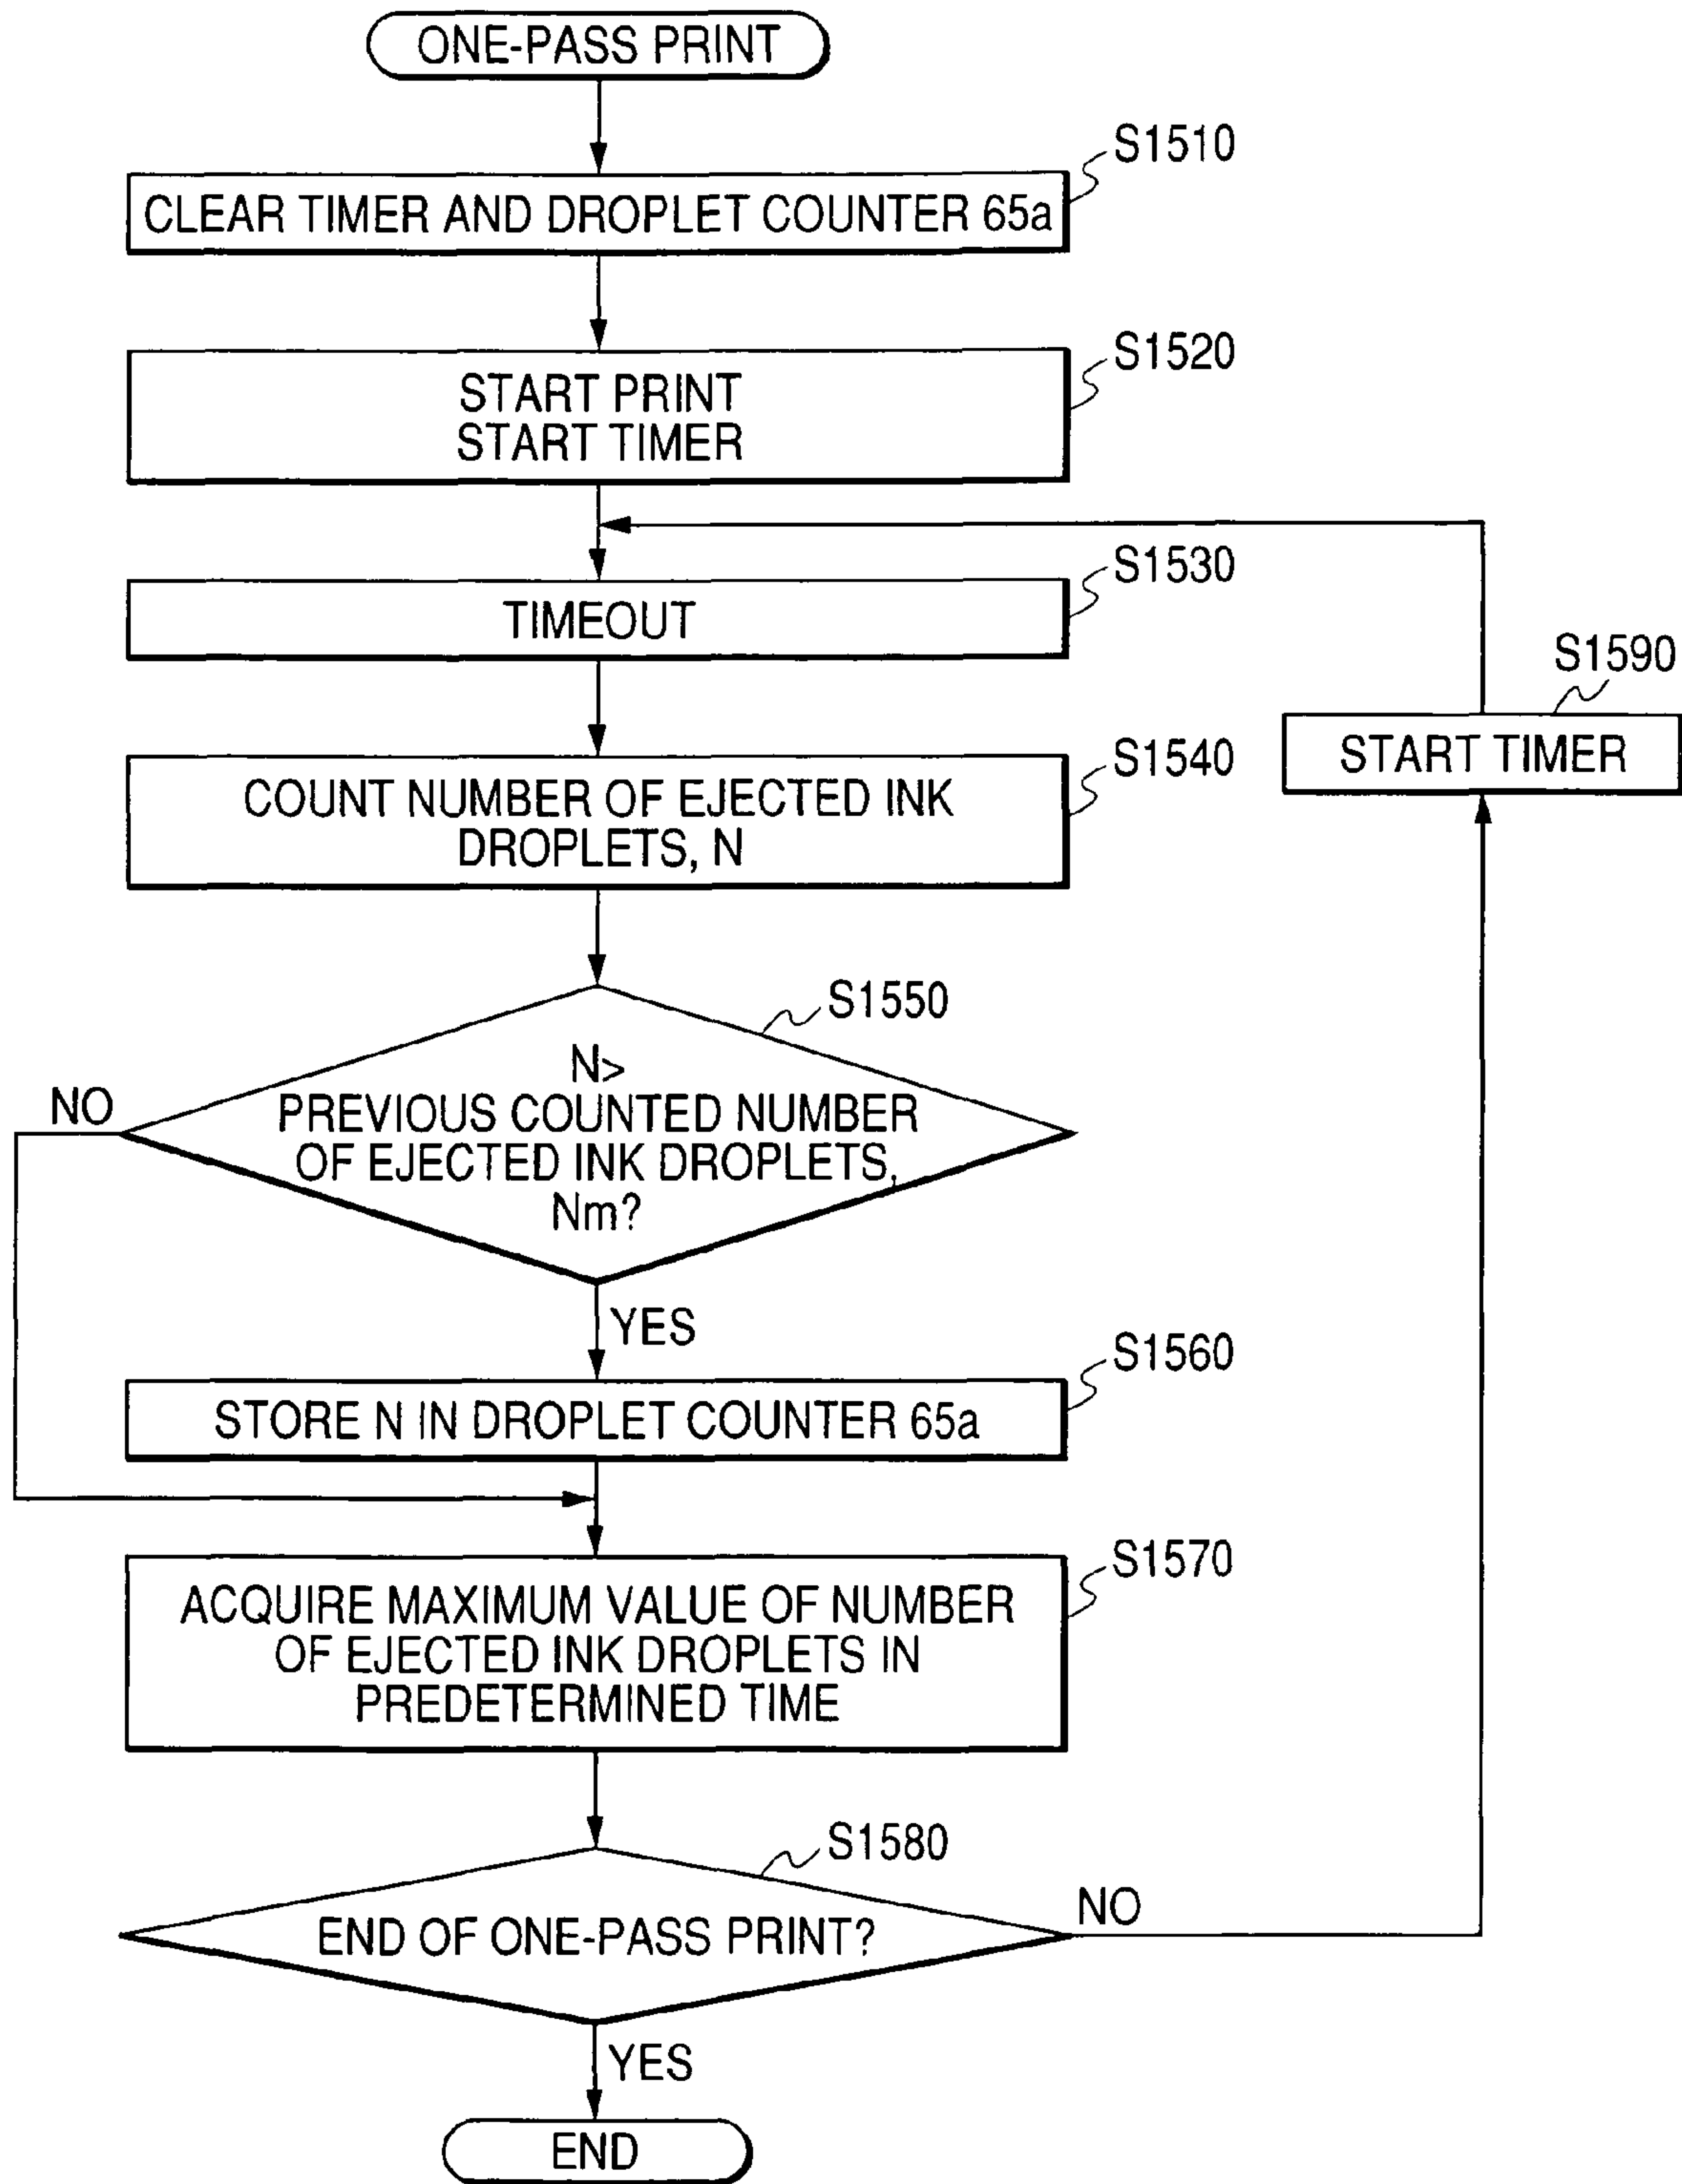 ONE-PASS PRINT
S1510
CLEAR TIMER AND DROPLET COUNTER 65a
S1520
START PRINT
START TIMER
S1530
TIMEOUT
S1590
START TIMER
S1540
COUNT NUMBER OF EJECTED INK
DROPLETS, N
S1550
N>
PREVIOUS COUNTED NUMBER
OF EJECTED INK DROPLETS,
Nm?
NO
YES
S1560
STORE N IN DROPLET COUNTER 65a
S1570
ACQUIRE MAXIMUM VALUE OF NUMBER
OF EJECTED INK DROPLETS IN
PREDETERMINED TIME
S1580
END OF ONE-PASS PRINT?
NO
YES
END